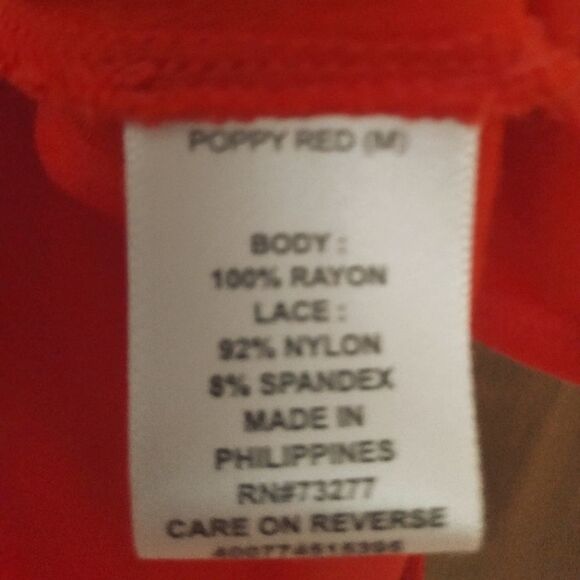 POPPY RED (M)
BODY :
100% RAYON
LACE :
92% NYLON
8% SPANDEX
MADE IN
PHILIPPINES
RN#73277
CARE ON REVERSE